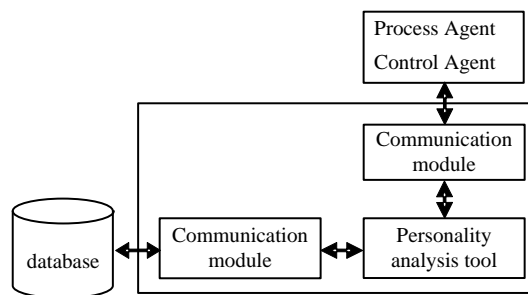 Process Agent
Control Agent
Communication
module
Communication
module
Personality
analysis tool
database